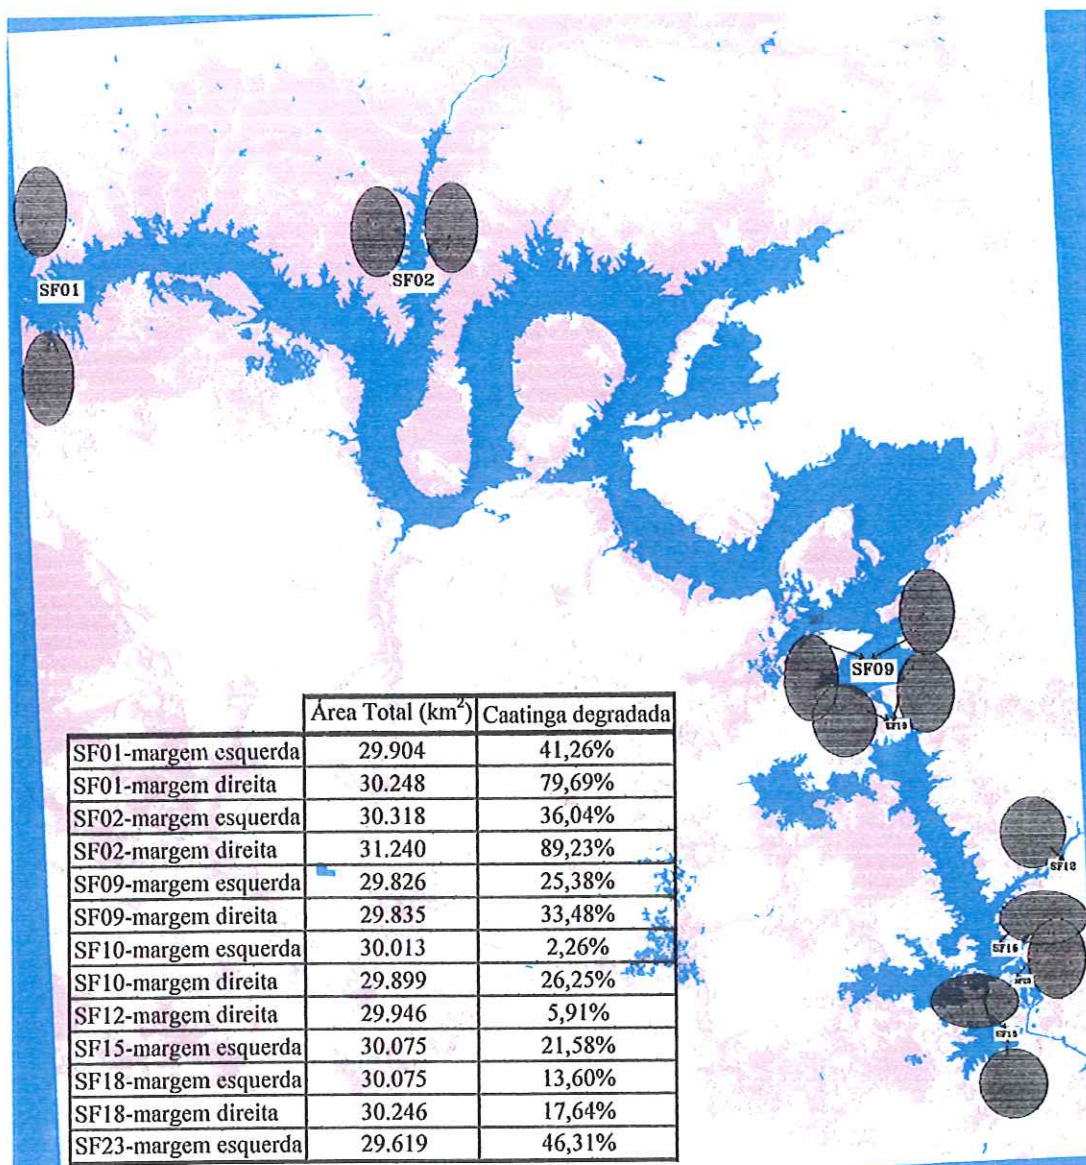 SF01
SF02
SF09
Área Total (km²) Caatinga degradada
SF01-margem esquerda 29.904 41,26%
SF01-margem direita 30.248 79,69%
SF02-margem esquerda 30.318 36,04%
SF02-margem direita 31.240 89,23%
SF09-margem esquerda 29.826 25,38%
SF09-margem direita 29.835 33,48%
SF10-margem esquerda 30.013 2,26%
SF10-margem direita 29.899 26,25%
SF12-margem direita 29.946 5,91%
SF15-margem esquerda 30.075 21,58%
SF18-margem esquerda 30.075 13,60%
SF18-margem direita 30.246 17,64%
SF23-margem esquerda 29.619 46,31%